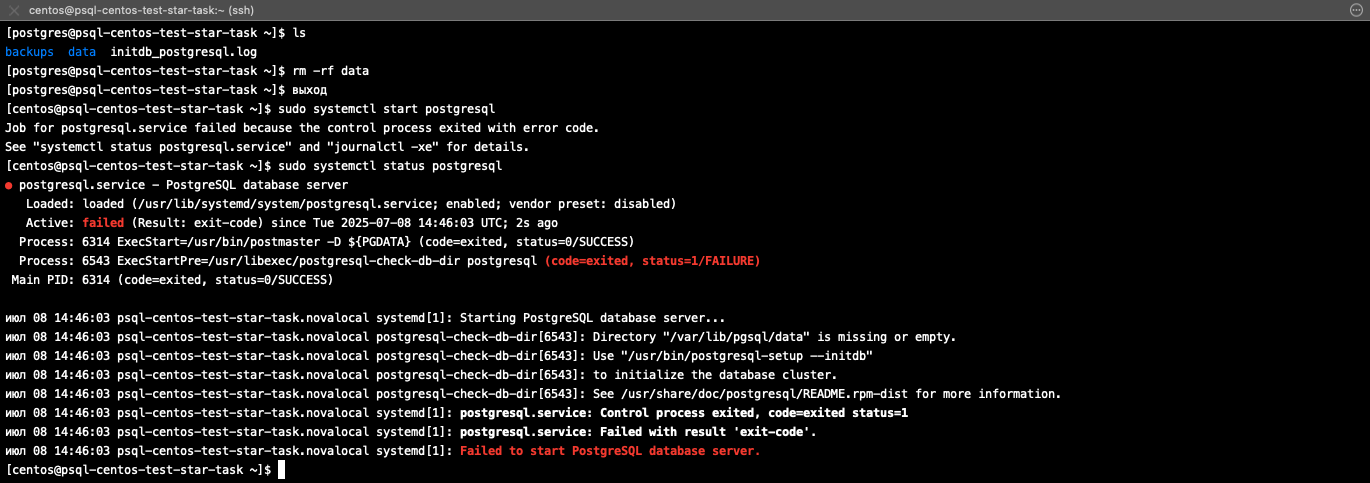 centos@psql-centos-test-star-task:~ (ssh)
[postgres@psql-centos-test-star-task ~]$ ls
backups  data  initdb_postgresql.log
[postgres@psql-centos-test-star-task ~]$ rm -rf data
[postgres@psql-centos-test-star-task ~]$ выход
[centos@psql-centos-test-star-task ~]$ sudo systemctl start postgresql
Job for postgresql.service failed because the control process exited with error code.
See "systemctl status postgresql.service" and "journalctl -xe" for details.
[centos@psql-centos-test-star-task ~]$ sudo systemctl status postgresql
● postgresql.service - PostgreSQL database server
   Loaded: loaded (/usr/lib/systemd/system/postgresql.service; enabled; vendor preset: disabled)
   Active: failed (Result: exit-code) since Tue 2025-07-08 14:46:03 UTC; 2s ago
  Process: 6314 ExecStart=/usr/bin/postmaster -D ${PGDATA} (code=exited, status=0/SUCCESS)
  Process: 6543 ExecStartPre=/usr/libexec/postgresql-check-db-dir postgresql (code=exited, status=1/FAILURE)
 Main PID: 6314 (code=exited, status=0/SUCCESS)
июл 08 14:46:03 psql-centos-test-star-task.novalocal systemd[1]: Starting PostgreSQL database server...
июл 08 14:46:03 psql-centos-test-star-task.novalocal postgresql-check-db-dir[6543]: Directory "/var/lib/pgsql/data" is missing or empty.
июл 08 14:46:03 psql-centos-test-star-task.novalocal postgresql-check-db-dir[6543]: Use "/usr/bin/postgresql-setup --initdb"
июл 08 14:46:03 psql-centos-test-star-task.novalocal postgresql-check-db-dir[6543]: to initialize the database cluster.
июл 08 14:46:03 psql-centos-test-star-task.novalocal postgresql-check-db-dir[6543]: See /usr/share/doc/postgresql/README.rpm-dist for more information.
июл 08 14:46:03 psql-centos-test-star-task.novalocal systemd[1]: postgresql.service: Control process exited, code=exited status=1
июл 08 14:46:03 psql-centos-test-star-task.novalocal systemd[1]: postgresql.service: Failed with result 'exit-code'.
июл 08 14:46:03 psql-centos-test-star-task.novalocal systemd[1]: Failed to start PostgreSQL database server.
[centos@psql-centos-test-star-task ~]$